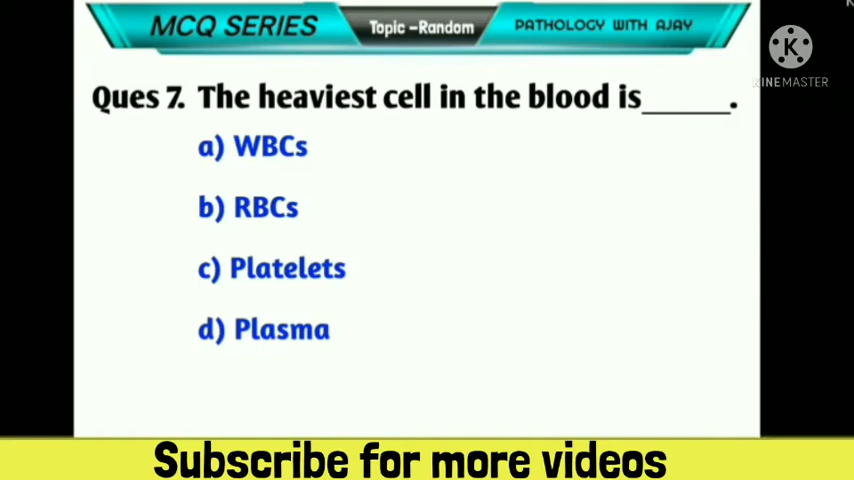 MCQ SERIES
Topic –Random
PATHOLOGY WITH AJAY
K
KINEMASTER
Ques 7. The heaviest cell in the blood is______.
a) WBCs
b) RBCs
c) Platelets
d) Plasma
Subscribe for more videos